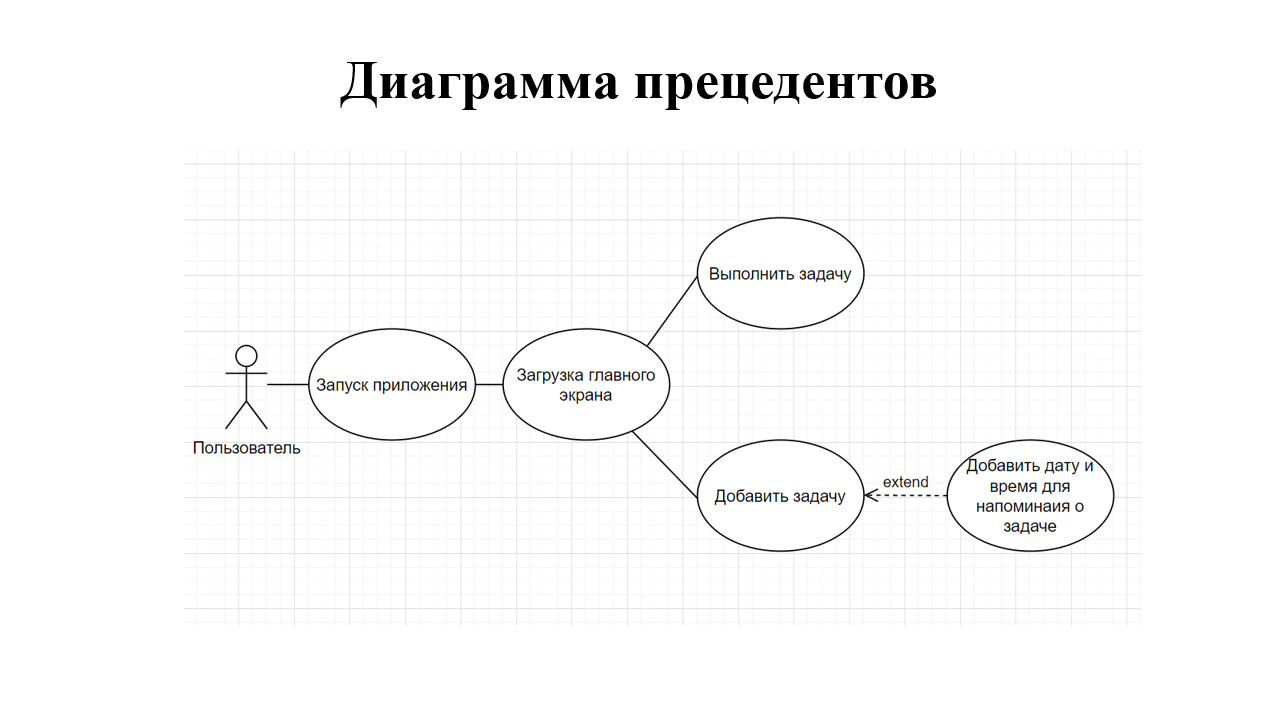 Диаграмма прецедентов
Выполнить задачу
Запуск приложения
Загрузка главного
экрана
Пользователь
Добавить задачу
extend
Добавить дату и
время для
напоминаия о
задаче